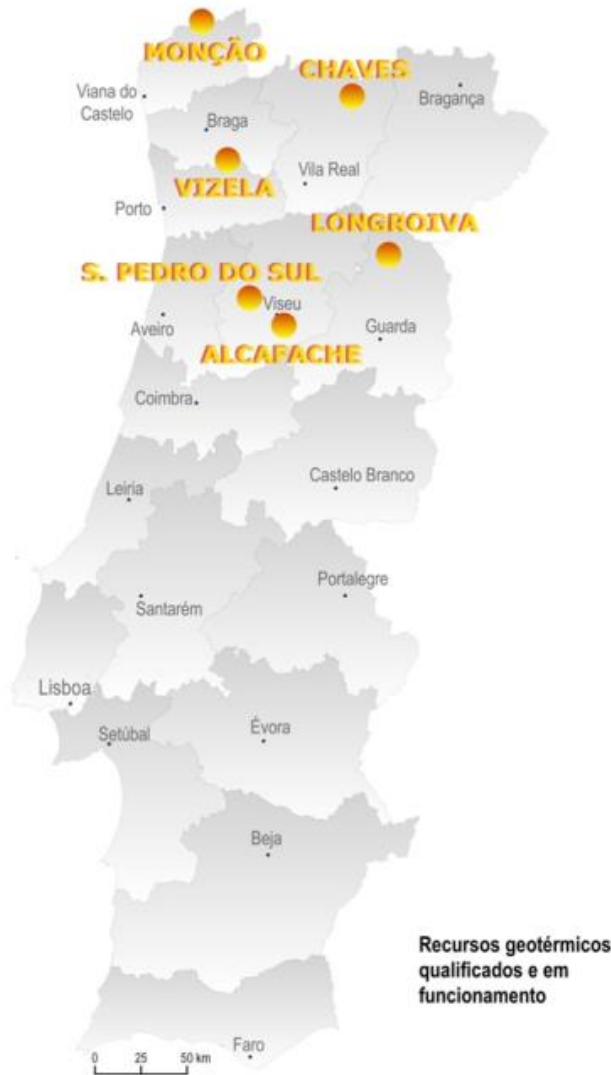 MONÇÃO
CHAVES
Viana do
Castelo
Bragança
Braga
VIZELA
Vila Real
Porto
LONGROIVA
S. PEDRO DO SUL
Viseu
Aveiro
Guarda
ALCAFACHE
Coimbra
Castelo Branco
Leiria
Portalegre
Santarém
Lisboa
Setúbal
Évora
Beja
Recursos geotérmicos
qualificados e em
funcionamento
Faro
0 25 50 km